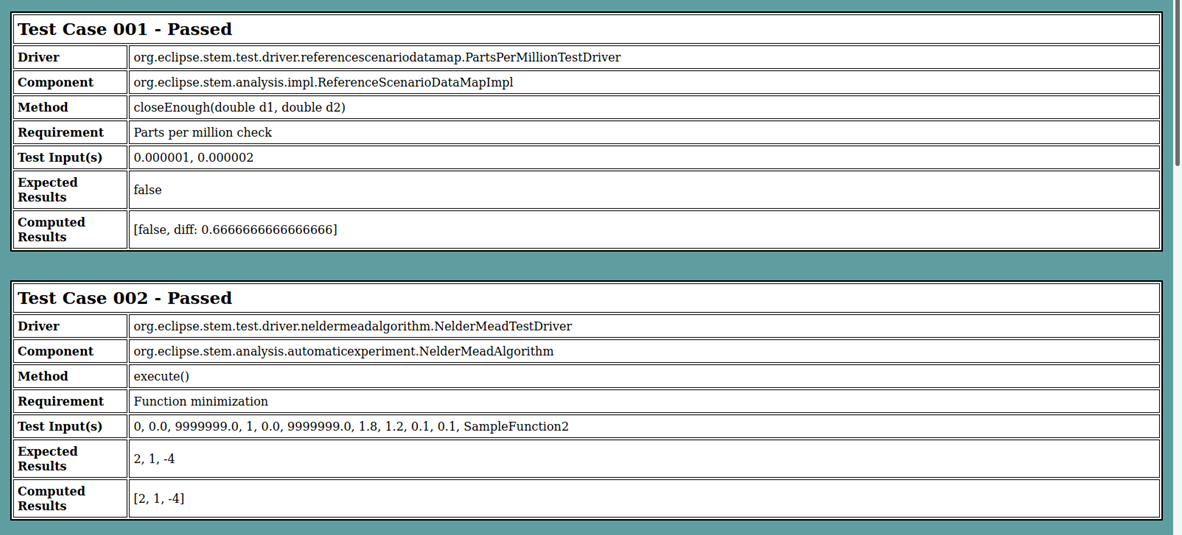 Test Case 001 - Passed
Driver org.eclipse.stem.test.driver.referencescenariodatamap.PartsPerMillionTestDriver
Component org.eclipse.stem.analysis.impl.ReferenceScenarioDataMapImpl
Method closeEnough(double d1, double d2)
Requirement Parts per million check
Test Input(s) 0.000001, 0.000002
Expected
Results false
Computed
Results [false, diff: 0.6666666666666666]
Test Case 002 - Passed
Driver org.eclipse.stem.test.driver.neldermeadalgorithm.NelderMeadTestDriver
Component org.eclipse.stem.analysis.automaticexperiment.NelderMeadAlgorithm
Method execute()
Requirement Function minimization
Test Input(s) 0, 0.0, 9999999.0, 1, 0.0, 9999999.0, 1.8, 1.2, 0.1, 0.1, SampleFunction2
Expected
Results 2, 1, -4
Computed
Results [2, 1, -4]